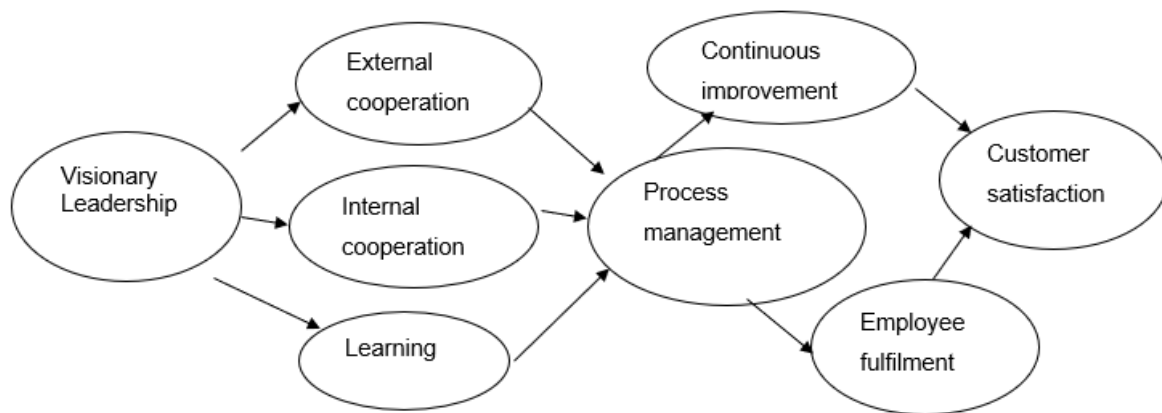 Visionary
Leadership
External
cooperation
Internal
cooperation
Learning
Process
management
Continuous
improvement
Employee
fulfilment
Customer
satisfaction